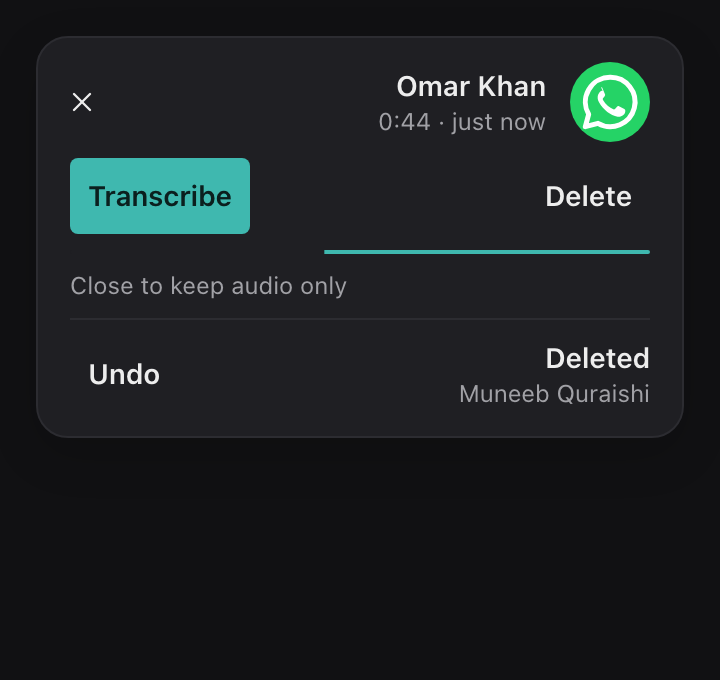 Omar Khan
0:44 · just now
Transcribe
Delete
Close to keep audio only
Undo
Deleted
Muneeb Quraishi